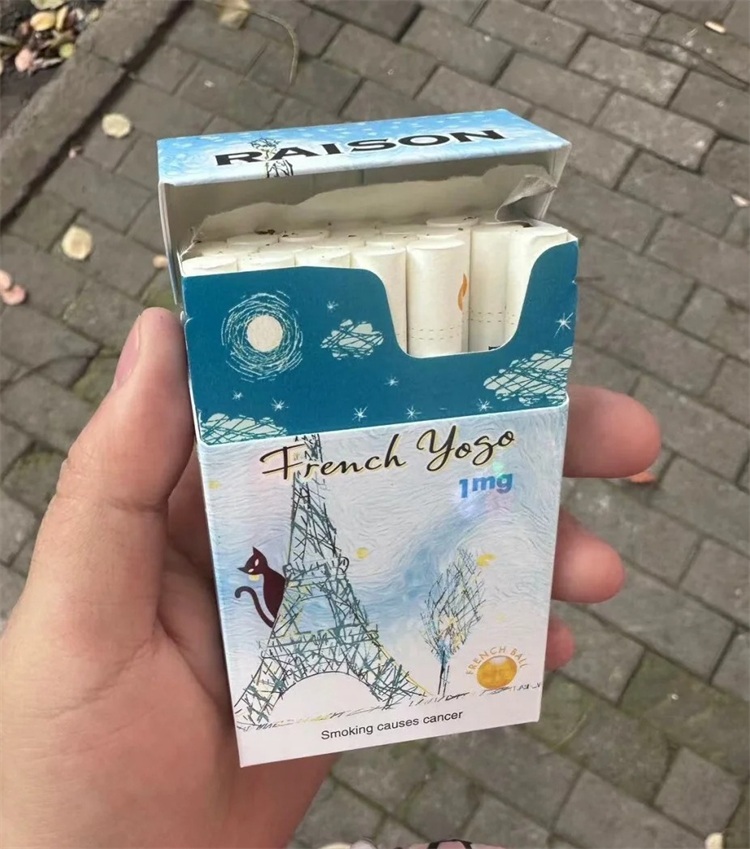 RAISON
French Yogo
1mg
FRENCH BALL
Smoking causes cancer